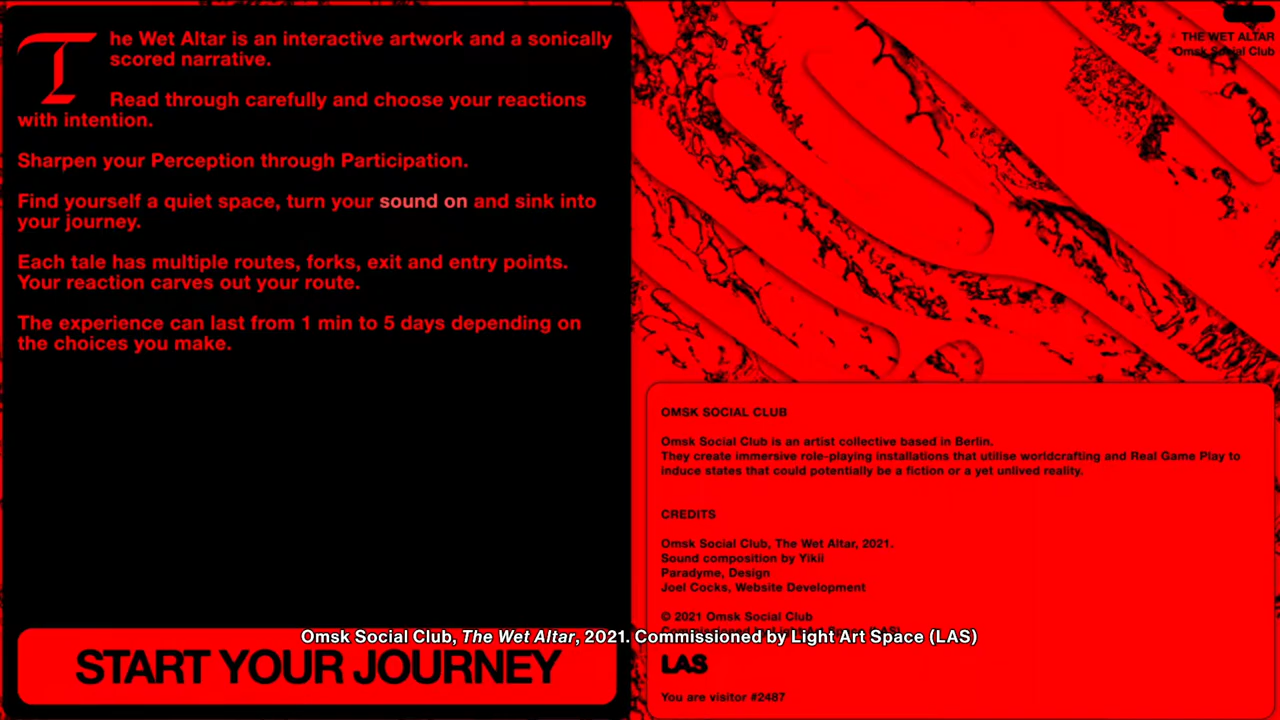 The Wet Altar is an interactive artwork and a sonically
scored narrative.
Read through carefully and choose your reactions
with intention.
Sharpen your Perception through Participation.
Find yourself a quiet space, turn your sound on and sink into
your journey.
Each tale has multiple routes, forks, exit and entry points.
Your reaction carves out your route.
The experience can last from 1 min to 5 days depending on
the choices you make.
START YOUR JOURNEY
THE WET ALTAR
Omsk Social Club
OMSK SOCIAL CLUB
Omsk Social Club is an artist collective based in Berlin.
They create immersive role-playing installations that utilise worldcrafting and Real Game Play to
induce states that could potentially be a fiction or a yet unlived reality.
CREDITS
Omsk Social Club, The Wet Altar, 2021.
Sound composition by Yikii
Paradyme, Design
Joel Cocks, Website Development
© 2021 Omsk Social Club
LAS
You are visitor #2487
Omsk Social Club, The Wet Altar, 2021. Commissioned by Light Art Space (LAS)